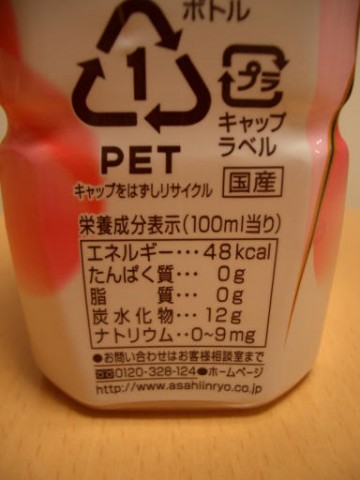 ボトル
1
プラ
PET
キャップ
ラベル
キャップをはずしリサイクル
国産
栄養成分表示(100ml当り)
エネルギー…48kcal
たんぱく質… 0g
脂 質… 0g
炭水化物…12g
ナトリウム…0~9mg
●お問い合わせはお客様相談室まで
0120-328-124●ホームページ
http://www.asahiinryo.co.jp